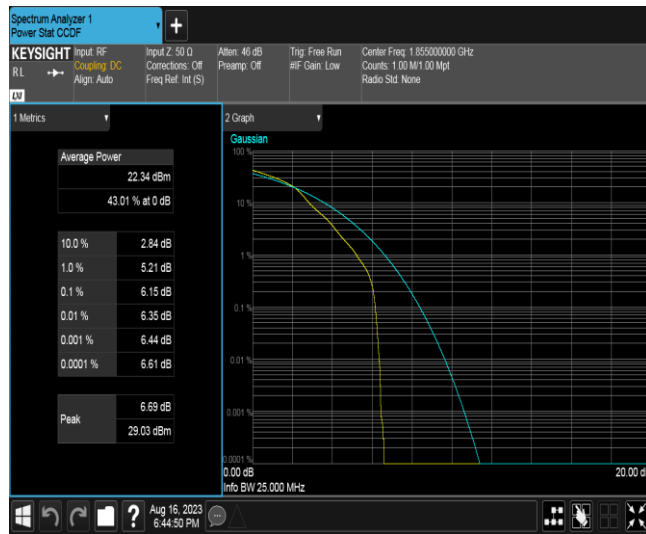 Spectrum Analyzer 1
Power Stat CCDF
+
KEYSIGHT
RL
LXI
Input: RF
Coupling: DC
Align: Auto
Input Z: 50 Ω
Corrections: Off
Freq Ref: Int (S)
Atten: 46 dB
Preamp: Off
Trig: Free Run
#IF Gain: Low
Center Freq: 1.855000000 GHz
Counts: 1.00 M/1.00 Mpt
Radio Std: None
1 Metrics
Average Power
22.34 dBm
43.01 % at 0 dB
10.0 % 2.84 dB
1.0 % 5.21 dB
0.1 % 6.15 dB
0.01 % 6.35 dB
0.001 % 6.44 dB
0.0001 % 6.61 dB
Peak
6.69 dB
29.03 dBm
2 Graph
Gaussian
100 %
10 %
1 %
0.1 %
0.01 %
0.001 %
0.0001 %
0.00 dB
20.00 d
Info BW 25.000 MHz
?
Aug 16, 2023
6:44:50 PM